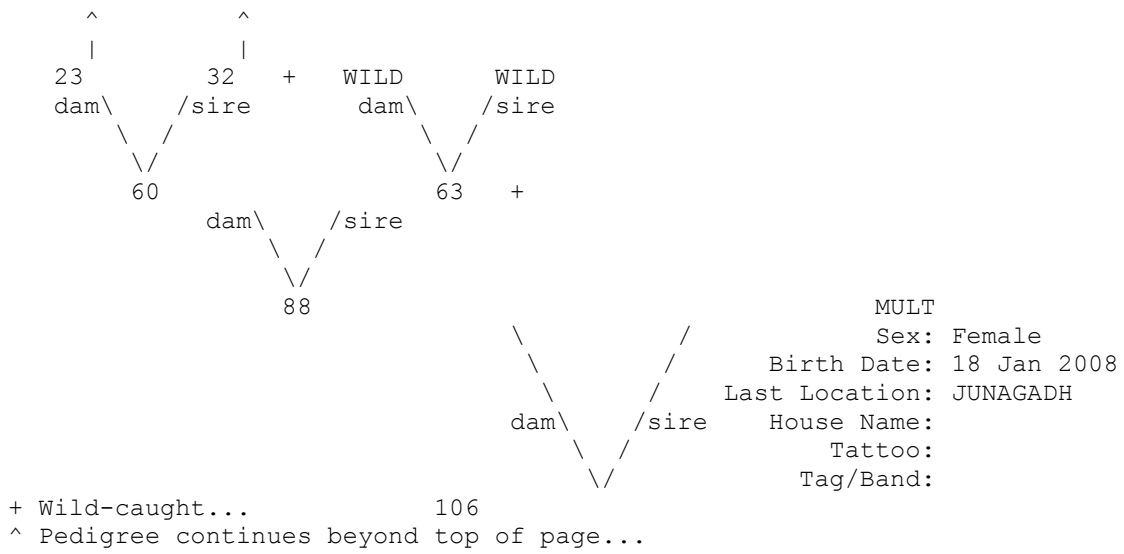 ^ ^
| |
23 32 + WILD WILD
dam\ /sire dam\ /sire
\ / \ /
\/ \/
60 63 +
dam\ /sire
\ /
\/
88 MULT
\ / Sex: Female
\ / Birth Date: 18 Jan 2008
\ / Last Location: JUNAGADH
dam\ /sire House Name:
\ / Tattoo:
\/ Tag/Band:
+ Wild-caught... 106
^ Pedigree continues beyond top of page...